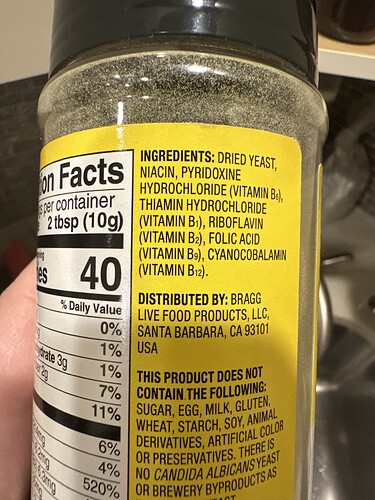 on Facts
per container
2 tbsp (10g)
40
% Daily Value
0%
1%
3g 1%
7%
11%
6%
4%
520%
INGREDIENTS: DRIED YEAST,
NIACIN, PYRIDOXINE
HYDROCHLORIDE (VITAMIN B₆),
THIAMIN HYDROCHLORIDE
(VITAMIN B₁), RIBOFLAVIN
(VITAMIN B₂), FOLIC ACID
(VITAMIN B₉), CYANOCOBALAMIN
(VITAMIN B₁₂).
DISTRIBUTED BY: BRAGG
LIVE FOOD PRODUCTS, LLC,
SANTA BARBARA, CA 93101
USA
THIS PRODUCT DOES NOT
CONTAIN THE FOLLOWING:
SUGAR, EGG, MILK, GLUTEN,
WHEAT, STARCH, SOY, ANIMAL
DERIVATIVES, ARTIFICIAL COLOR
OR PRESERVATIVES. THERE IS
NO CANDIDA ALBICANS YEAST
OR BREWERY BYPRODUCTS AS